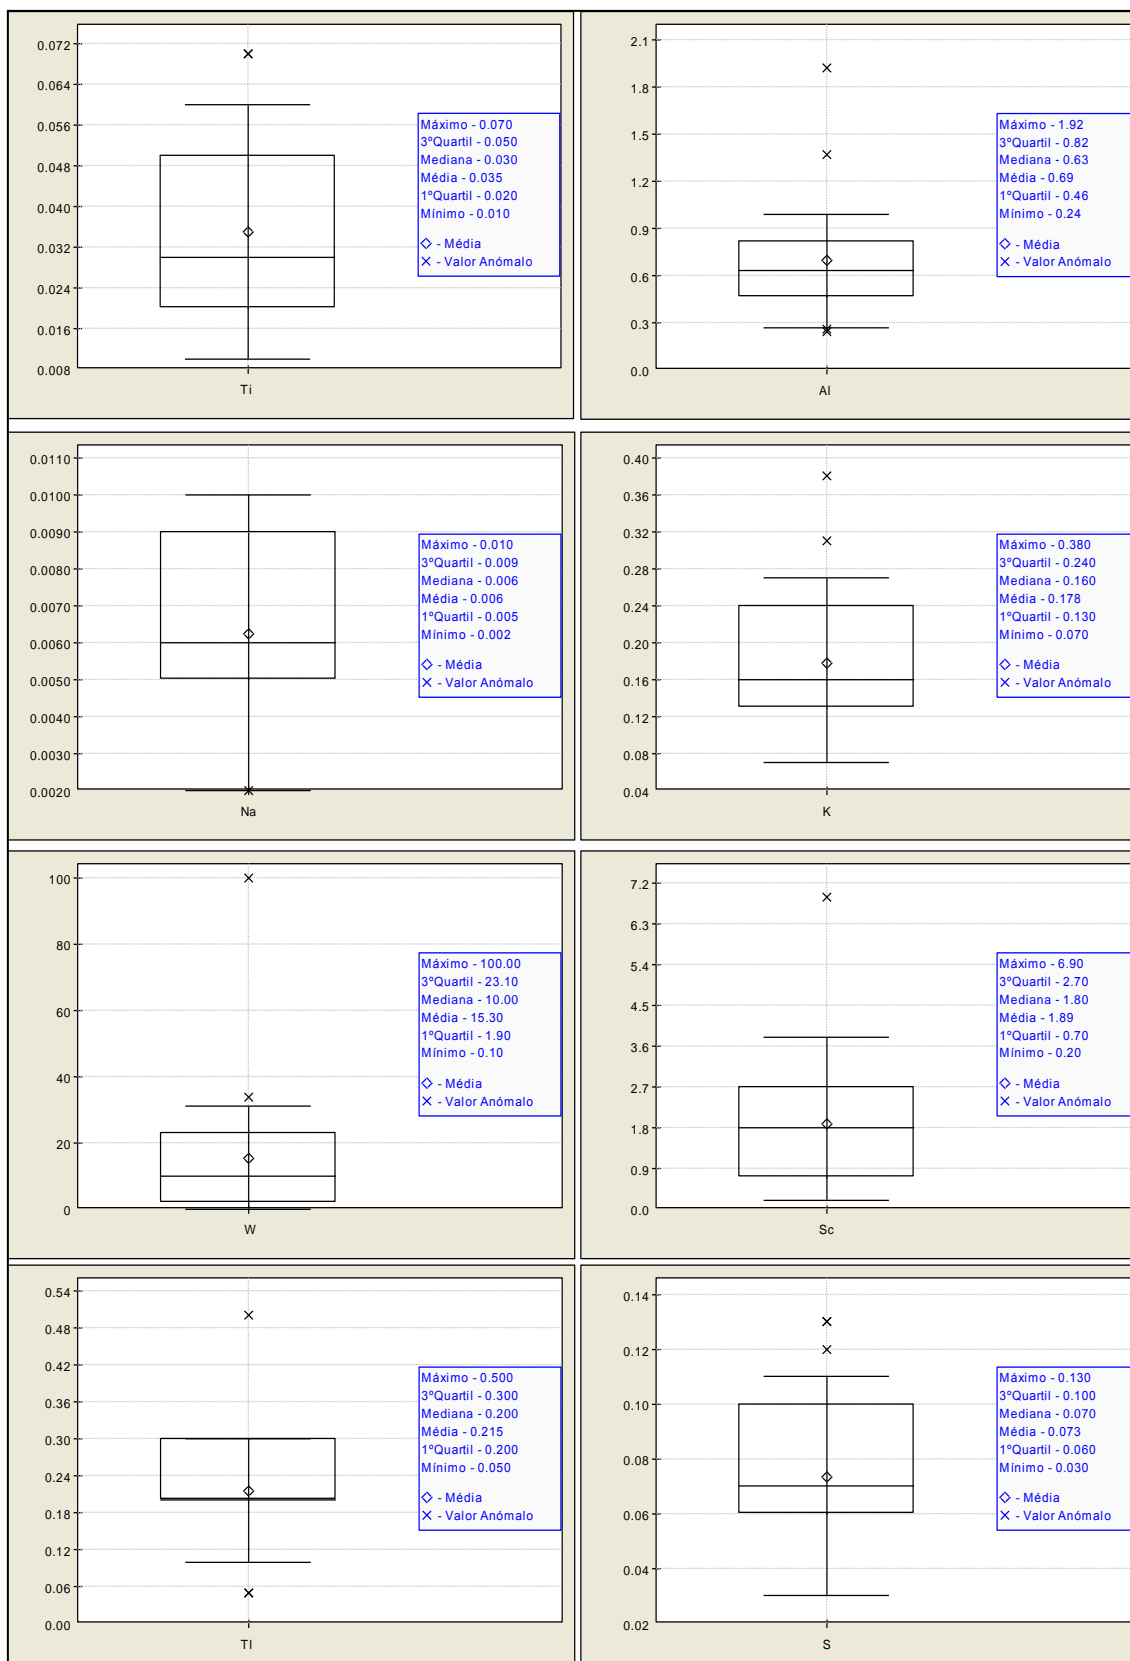 0.072
0.064
0.056
0.048
0.040
0.032
0.024
0.016
0.008
Ti
Máximo - 0.070
3ºQuartil - 0.050
Mediana - 0.030
Média - 0.035
1ºQuartil - 0.020
Mínimo - 0.010
- Média
- Valor Anómalo
2.1
1.8
1.5
1.2
0.9
0.6
0.3
0.0
Al
Máximo - 1.92
3ºQuartil - 0.82
Mediana - 0.63
Média - 0.69
1ºQuartil - 0.46
Mínimo - 0.24
- Média
- Valor Anómalo
0.0110
0.0100
0.0090
0.0080
0.0070
0.0060
0.0050
0.0040
0.0030
0.0020
Na
Máximo - 0.010
3ºQuartil - 0.009
Mediana - 0.006
Média - 0.006
1ºQuartil - 0.005
Mínimo - 0.002
- Média
- Valor Anómalo
0.40
0.36
0.32
0.28
0.24
0.20
0.16
0.12
0.08
0.04
K
Máximo - 0.380
3ºQuartil - 0.240
Mediana - 0.160
Média - 0.178
1ºQuartil - 0.130
Mínimo - 0.070
- Média
- Valor Anómalo
100
80
60
40
20
0
W
Máximo - 100.00
3ºQuartil - 23.10
Mediana - 10.00
Média - 15.30
1ºQuartil - 1.90
Mínimo - 0.10
- Média
- Valor Anómalo
7.2
6.3
5.4
4.5
3.6
2.7
1.8
0.9
0.0
Sc
Máximo - 6.90
3ºQuartil - 2.70
Mediana - 1.80
Média - 1.89
1ºQuartil - 0.70
Mínimo - 0.20
- Média
- Valor Anómalo
0.54
0.48
0.42
0.36
0.30
0.24
0.18
0.12
0.06
0.00
Tl
Máximo - 0.500
3ºQuartil - 0.300
Mediana - 0.200
Média - 0.215
1ºQuartil - 0.200
Mínimo - 0.050
- Média
- Valor Anómalo
0.14
0.12
0.10
0.08
0.06
0.04
0.02
S
Máximo - 0.130
3ºQuartil - 0.100
Mediana - 0.070
Média - 0.073
1ºQuartil - 0.060
Mínimo - 0.030
- Média
- Valor Anómalo